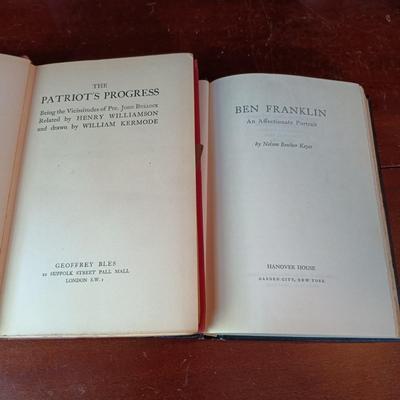 THE
PATRIOT'S PROGRESS
Being the Vicissitudes of Pte. John Bullock
Related by HENRY WILLIAMSON
and drawn by WILLIAM KERMODE
GEOFFREY BLES
22 SUFFOLK STREET PALL MALL
LONDON S.W.1
BEN FRANKLIN
An Affectionate Portrait
by Nelson Beecher Keyes
HANOVER HOUSE
GARDEN CITY, NEW YORK